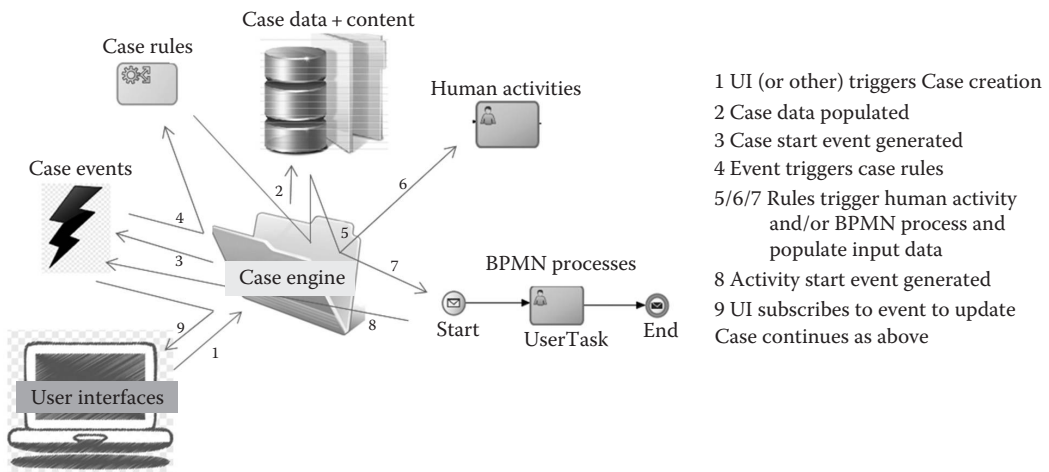 Case data + content
Case rules
Human activities
Case events
2
6
4
5
3
7
Case engine
BPMN processes
8
9
1
Start
UserTask
End
User interfaces
1 UI (or other) triggers Case creation
2 Case data populated
3 Case start event generated
4 Event triggers case rules
5/6/7 Rules trigger human activity
and/or BPMN process and
populate input data
8 Activity start event generated
9 UI subscribes to event to update
Case continues as above